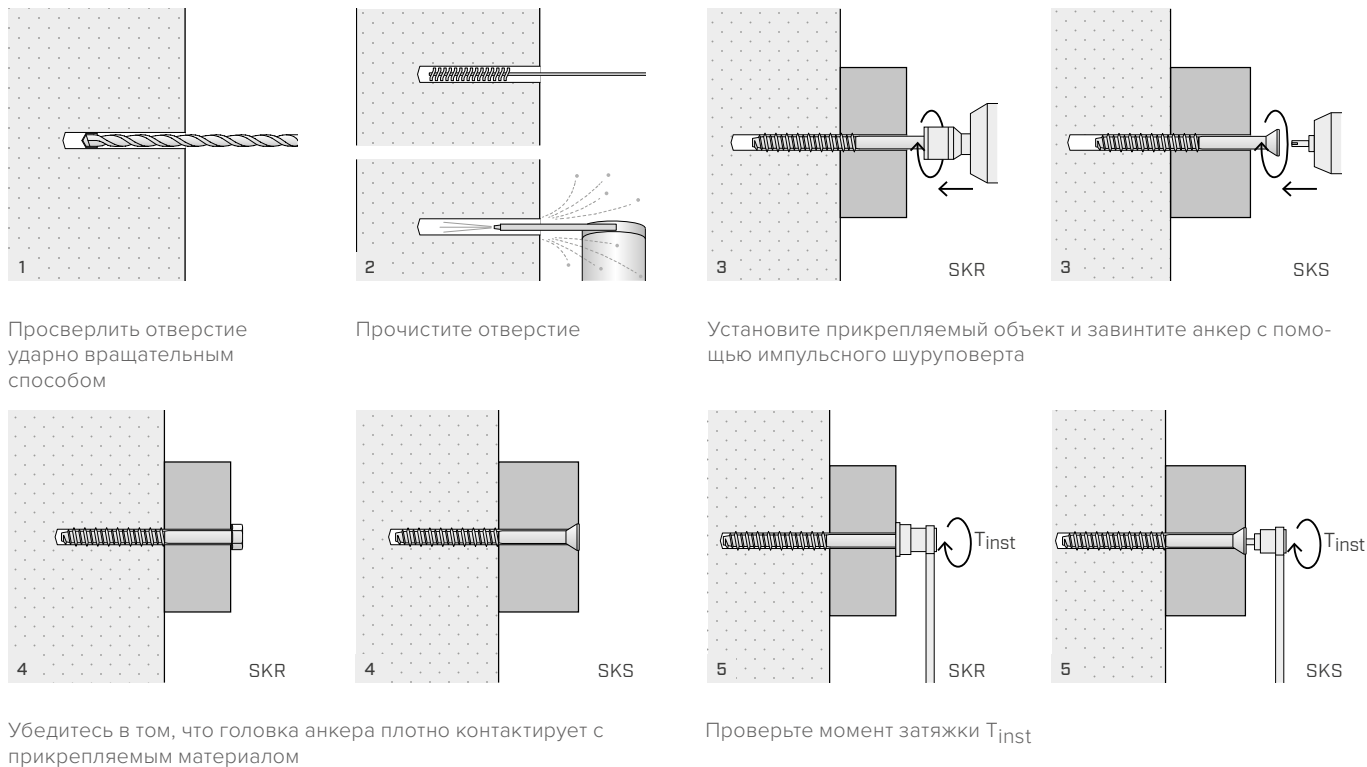 1
2
3
SKR
3
SKS
Просверлить отверстие
ударно вращательным
способом
Прочистите отверстие
Установите прикрепляемый объект и завинтите анкер с помо-
щью импульсного шуруповерта
4
SKR
4
SKS
Tinst
5
SKR
Tinst
5
SKS
Убедитесь в том, что головка анкера плотно контактирует с
прикрепляемым материалом
Проверьте момент затяжки Tinst